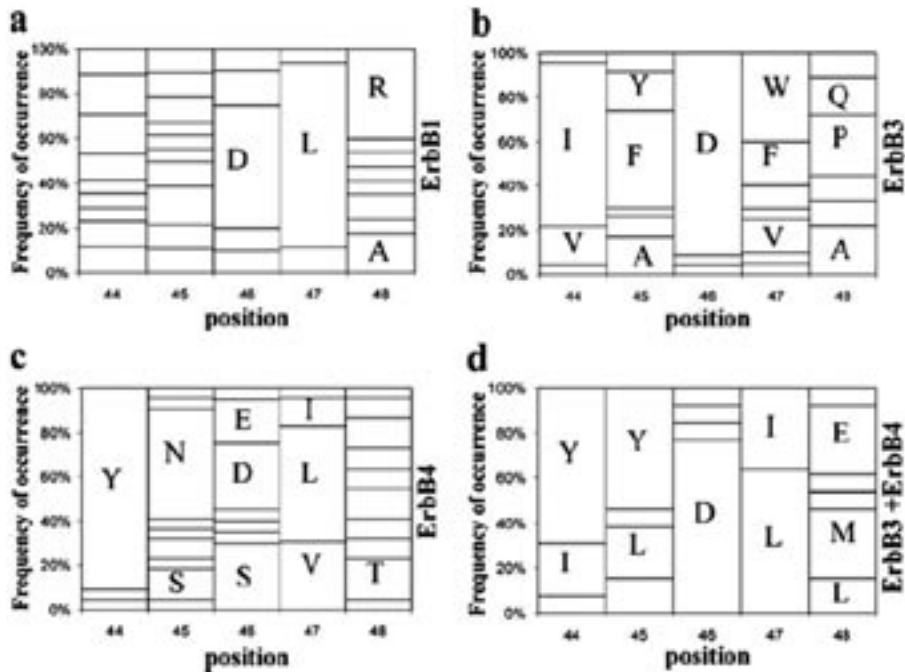 a
Frequency of occurrence
100%
80%
60%
40%
20%
0%
R
D L
A
44 45 46 47 48
position
ErbB1
b
Frequency of occurrence
100%
80%
60%
40%
20%
0%
Y W Q
I F D F P
V A V A
44 45 46 47 48
position
ErbB3
c
Frequency of occurrence
100%
80%
60%
40%
20%
0%
E I
Y N D L
S S V T
44 45 46 47 48
position
ErbB4
d
Frequency of occurrence
100%
80%
60%
40%
20%
0%
Y Y I E
I L D L M
L
44 45 46 47 48
position
ErbB3 +ErbB4